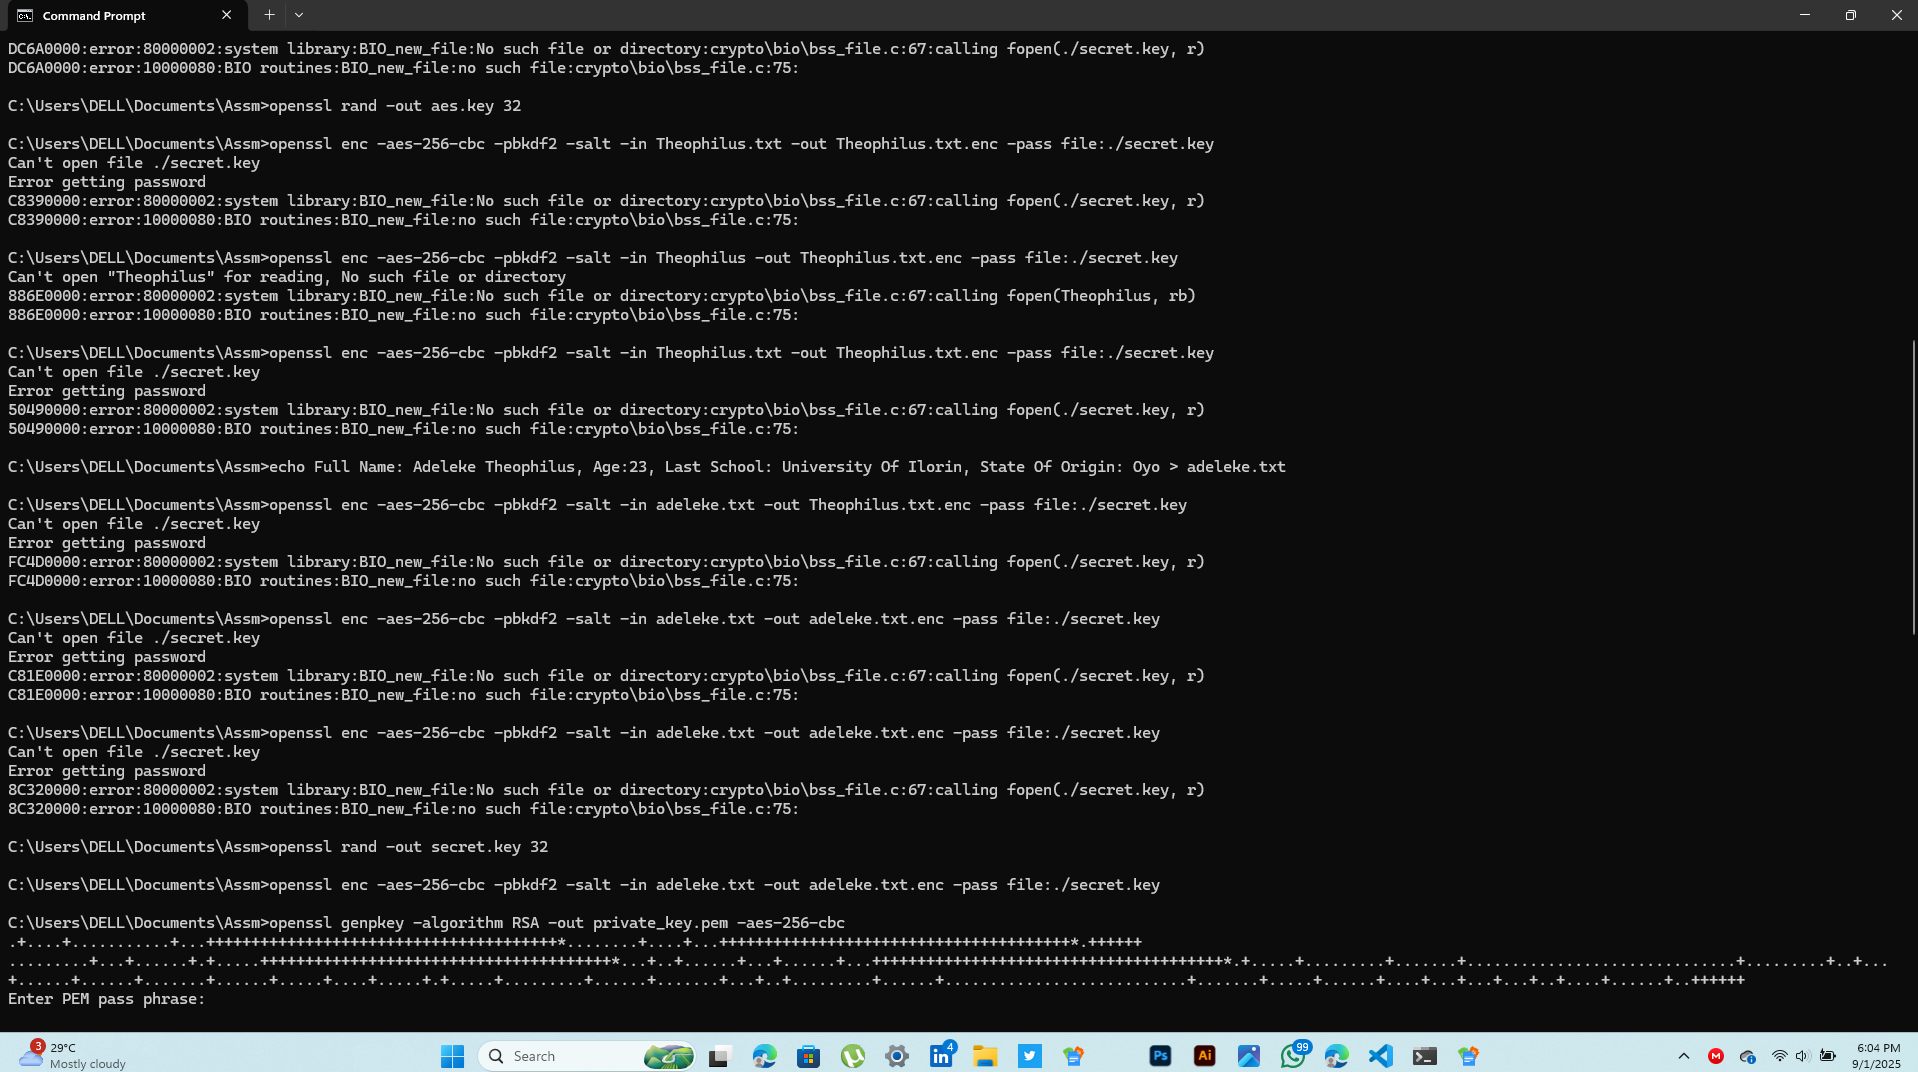 Command Prompt
DC6A0000:error:80000002:system library:BIO_new_file:No such file or directory:crypto\bio\bss_file.c:67:calling fopen(./secret.key, r)
DC6A0000:error:10000080:BIO routines:BIO_new_file:no such file:crypto\bio\bss_file.c:75:
C:\Users\DELL\Documents\Assm>openssl rand -out aes.key 32
C:\Users\DELL\Documents\Assm>openssl enc -aes-256-cbc -pbkdf2 -salt -in Theophilus.txt -out Theophilus.txt.enc -pass file:./secret.key
Can't open file ./secret.key
Error getting password
C8390000:error:80000002:system library:BIO_new_file:No such file or directory:crypto\bio\bss_file.c:67:calling fopen(./secret.key, r)
C8390000:error:10000080:BIO routines:BIO_new_file:no such file:crypto\bio\bss_file.c:75:
C:\Users\DELL\Documents\Assm>openssl enc -aes-256-cbc -pbkdf2 -salt -in Theophilus -out Theophilus.txt.enc -pass file:./secret.key
Can't open "Theophilus" for reading, No such file or directory
886E0000:error:80000002:system library:BIO_new_file:No such file or directory:crypto\bio\bss_file.c:67:calling fopen(Theophilus, rb)
886E0000:error:10000080:BIO routines:BIO_new_file:no such file:crypto\bio\bss_file.c:75:
C:\Users\DELL\Documents\Assm>openssl enc -aes-256-cbc -pbkdf2 -salt -in Theophilus.txt -out Theophilus.txt.enc -pass file:./secret.key
Can't open file ./secret.key
Error getting password
50490000:error:80000002:system library:BIO_new_file:No such file or directory:crypto\bio\bss_file.c:67:calling fopen(./secret.key, r)
50490000:error:10000080:BIO routines:BIO_new_file:no such file:crypto\bio\bss_file.c:75:
C:\Users\DELL\Documents\Assm>echo Full Name: Adeleke Theophilus, Age:23, Last School: University Of Ilorin, State Of Origin: Oyo > adeleke.txt
C:\Users\DELL\Documents\Assm>openssl enc -aes-256-cbc -pbkdf2 -salt -in adeleke.txt -out Theophilus.txt.enc -pass file:./secret.key
Can't open file ./secret.key
Error getting password
FC4D0000:error:80000002:system library:BIO_new_file:No such file or directory:crypto\bio\bss_file.c:67:calling fopen(./secret.key, r)
FC4D0000:error:10000080:BIO routines:BIO_new_file:no such file:crypto\bio\bss_file.c:75:
C:\Users\DELL\Documents\Assm>openssl enc -aes-256-cbc -pbkdf2 -salt -in adeleke.txt -out adeleke.txt.enc -pass file:./secret.key
Can't open file ./secret.key
Error getting password
C81E0000:error:80000002:system library:BIO_new_file:No such file or directory:crypto\bio\bss_file.c:67:calling fopen(./secret.key, r)
C81E0000:error:10000080:BIO routines:BIO_new_file:no such file:crypto\bio\bss_file.c:75:
C:\Users\DELL\Documents\Assm>openssl enc -aes-256-cbc -pbkdf2 -salt -in adeleke.txt -out adeleke.txt.enc -pass file:./secret.key
Can't open file ./secret.key
Error getting password
8C320000:error:80000002:system library:BIO_new_file:No such file or directory:crypto\bio\bss_file.c:67:calling fopen(./secret.key, r)
8C320000:error:10000080:BIO routines:BIO_new_file:no such file:crypto\bio\bss_file.c:75:
C:\Users\DELL\Documents\Assm>openssl rand -out secret.key 32
C:\Users\DELL\Documents\Assm>openssl enc -aes-256-cbc -pbkdf2 -salt -in adeleke.txt -out adeleke.txt.enc -pass file:./secret.key
C:\Users\DELL\Documents\Assm>openssl genpkey -algorithm RSA -out private_key.pem -aes-256-cbc
.+....+...........+...+++++++++++++++++++++++++++++++++++++++*........+....+...+++++++++++++++++++++++++++++++++++++++*.++++++
.........+...+......+.+.....+++++++++++++++++++++++++++++++++++++++*...+..+......+...+......+...+++++++++++++++++++++++++++++++++++++++*.+.....+.........+.......+..............................+.........+..+...
+......+......+.......+......+.....+....+.....+.+.....+.........+......+.......+...+..+.........+......+...........................+.......+.....+......+....+...+...+...+..+....+......+..++++++
Enter PEM pass phrase:
3
29°C
Mostly cloudy
Search
4
Ps
Ai
99
M
6:04 PM
9/1/2025